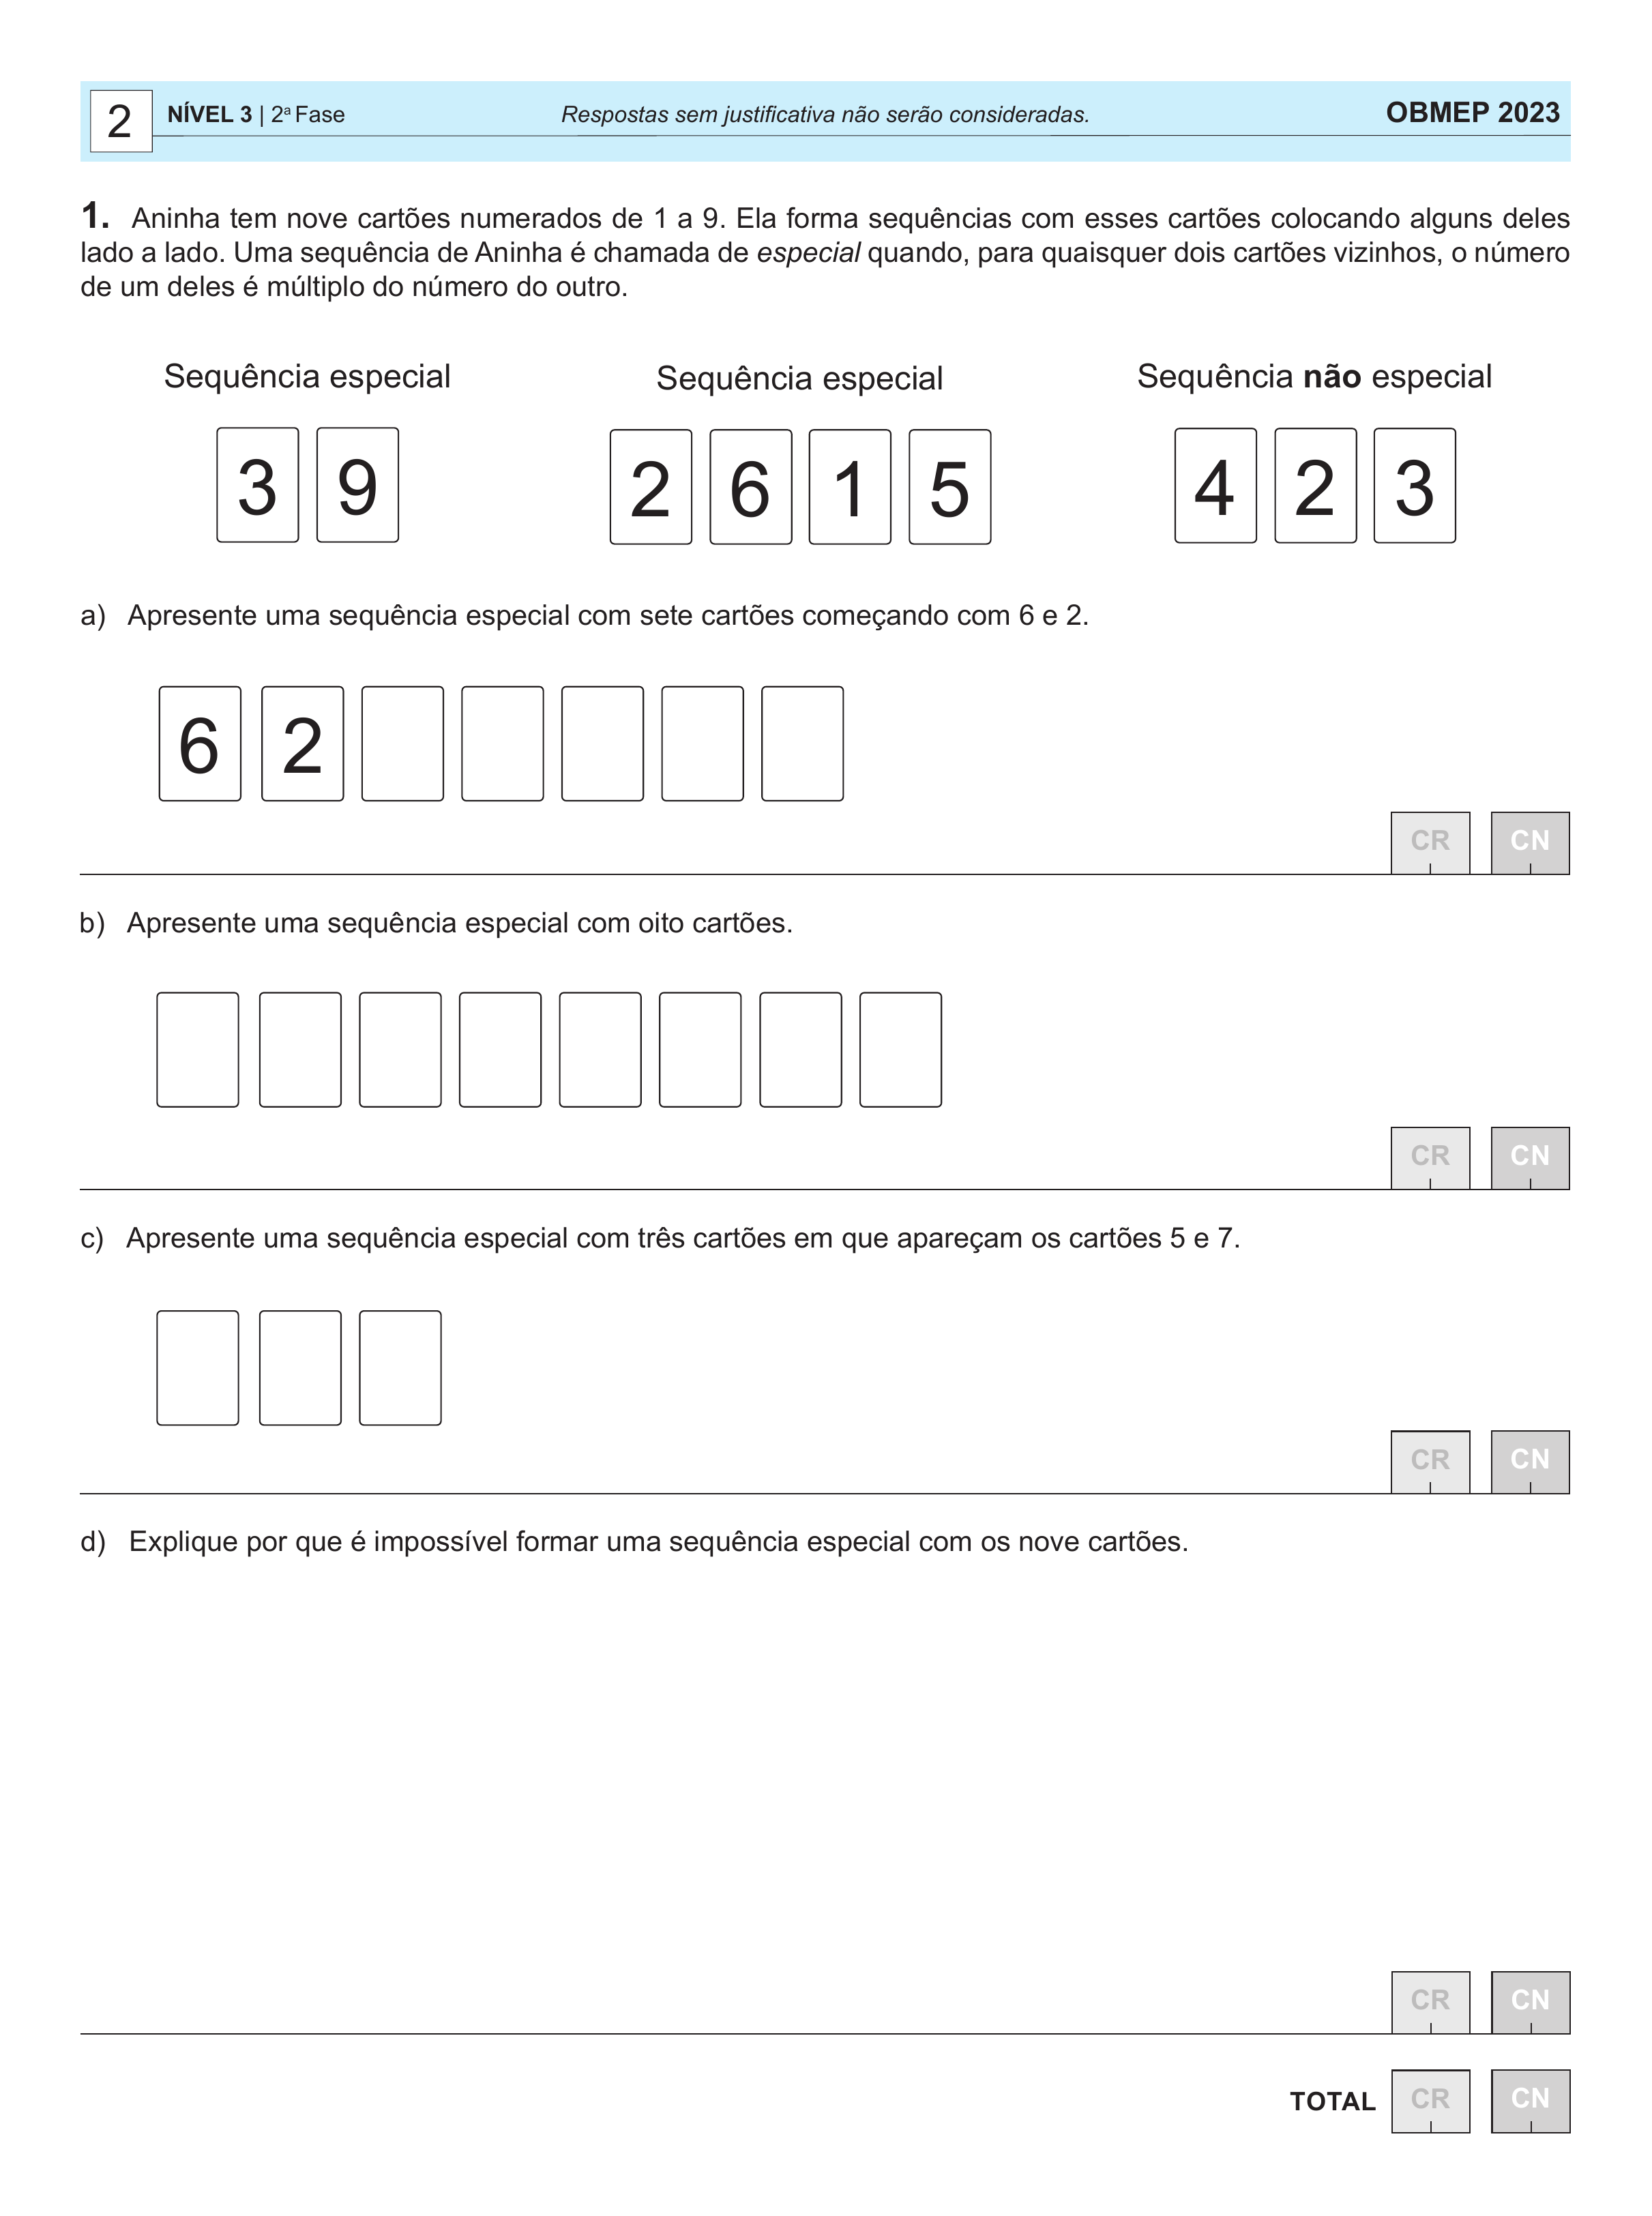 2 NÍVEL 3 | 2ª Fase Respostas sem justificativa não serão consideradas. OBMEP 2023
1. Aninha tem nove cartões numerados de 1 a 9. Ela forma sequências com esses cartões colocando alguns deles
lado a lado. Uma sequência de Aninha é chamada de especial quando, para quaisquer dois cartões vizinhos, o número
de um deles é múltiplo do número do outro.
Sequência especial Sequência especial Sequência não especial
3 9 2 6 1 5 4 2 3
a) Apresente uma sequência especial com sete cartões começando com 6 e 2.
6 2
CR CN
b) Apresente uma sequência especial com oito cartões.
CR CN
c) Apresente uma sequência especial com três cartões em que apareçam os cartões 5 e 7.
CR CN
d) Explique por que é impossível formar uma sequência especial com os nove cartões.
CR CN
TOTAL CR CN